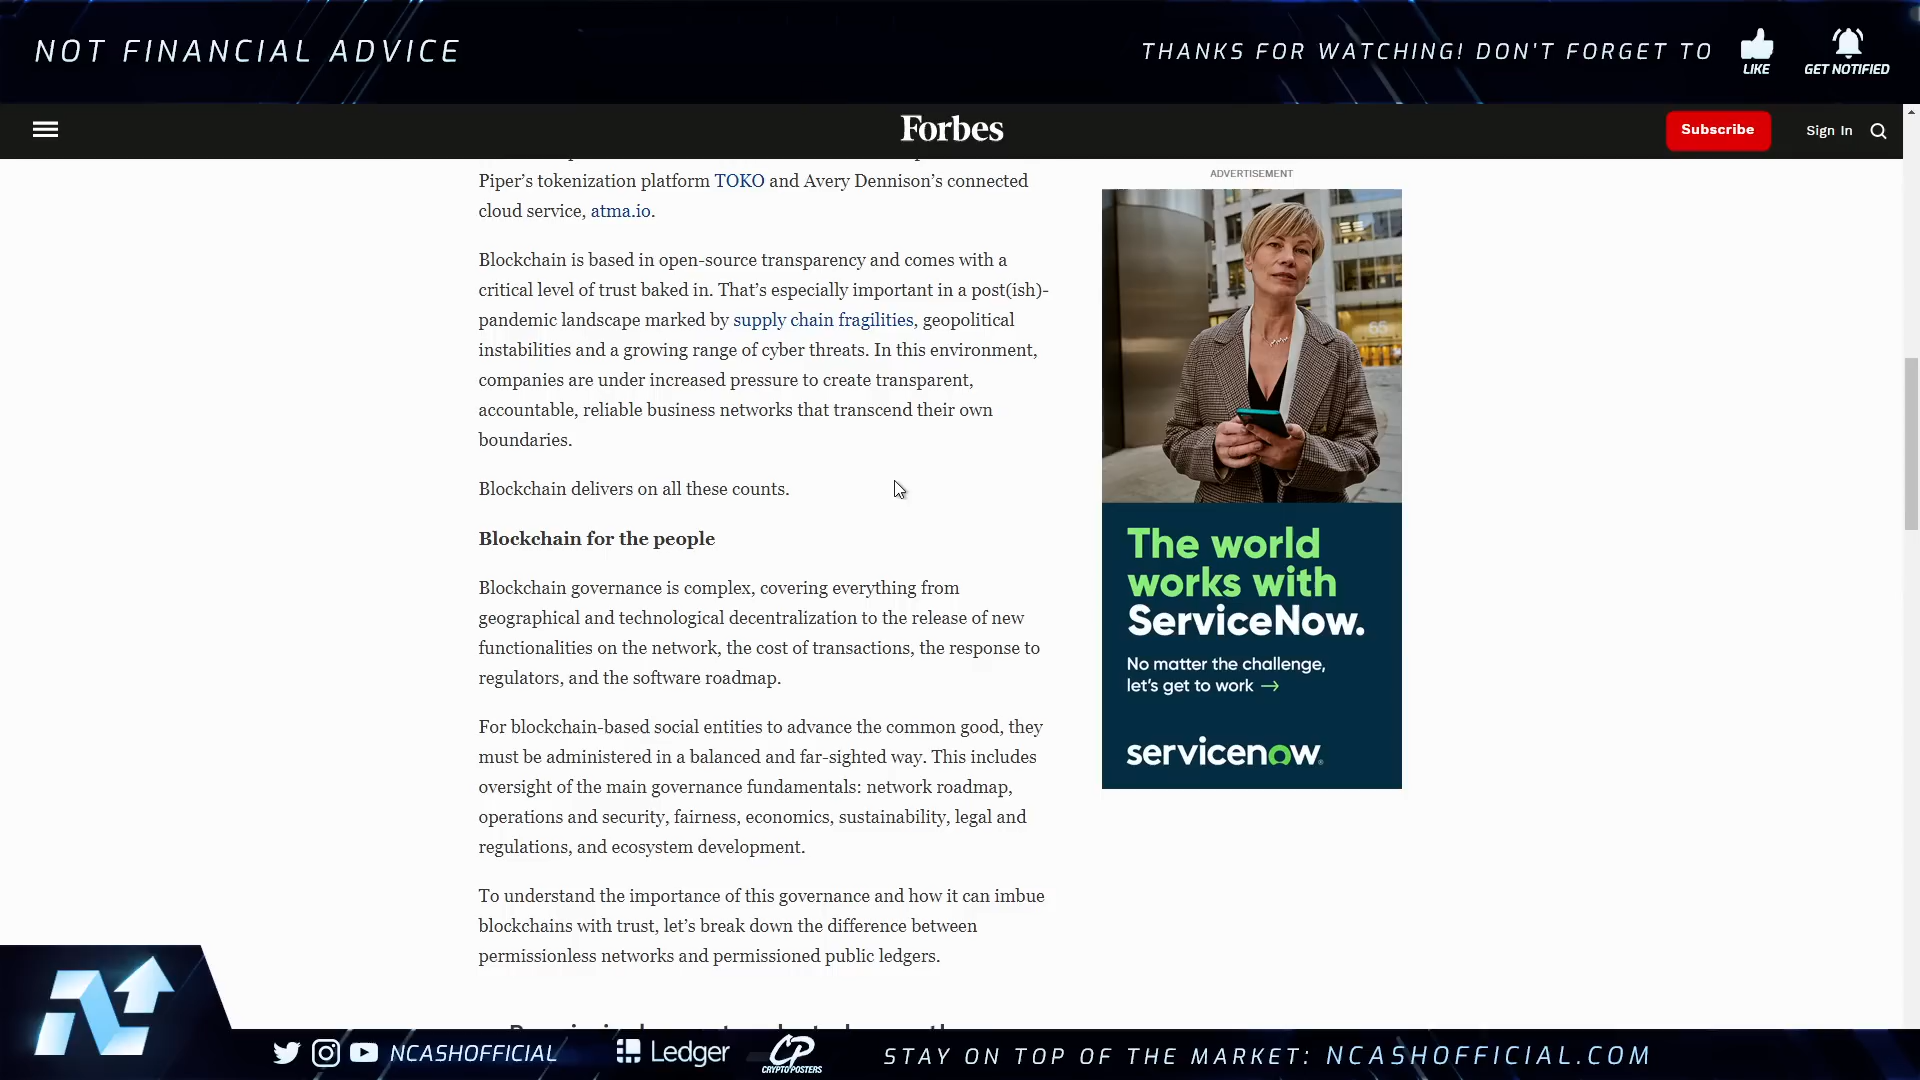 NOT FINANCIAL ADVICE
THANKS FOR WATCHING! DON'T FORGET TO
LIKE
GET NOTIFIED
Forbes
Subscribe
Sign In
Piper’s tokenization platform TOKO and Avery Dennison’s connected
cloud service, atma.io.
Blockchain is based in open-source transparency and comes with a
critical level of trust baked in. That’s especially important in a post(ish)-
pandemic landscape marked by supply chain fragilities, geopolitical
instabilities and a growing range of cyber threats. In this environment,
companies are under increased pressure to create transparent,
accountable, reliable business networks that transcend their own
boundaries.
Blockchain delivers on all these counts.
Blockchain for the people
Blockchain governance is complex, covering everything from
geographical and technological decentralization to the release of new
functionalities on the network, the cost of transactions, the response to
regulators, and the software roadmap.
For blockchain-based social entities to advance the common good, they
must be administered in a balanced and far-sighted way. This includes
oversight of the main governance fundamentals: network roadmap,
operations and security, fairness, economics, sustainability, legal and
regulations, and ecosystem development.
To understand the importance of this governance and how it can imbue
blockchains with trust, let’s break down the difference between
permissionless networks and permissioned public ledgers.
ADVERTISEMENT
65
The world
works with
ServiceNow.
No matter the challenge,
let’s get to work →
servicenow
NCASHOFFICIAL
Ledger
CP
CRYPTOPOSTERS
STAY ON TOP OF THE MARKET: NCASHOFFICIAL.COM